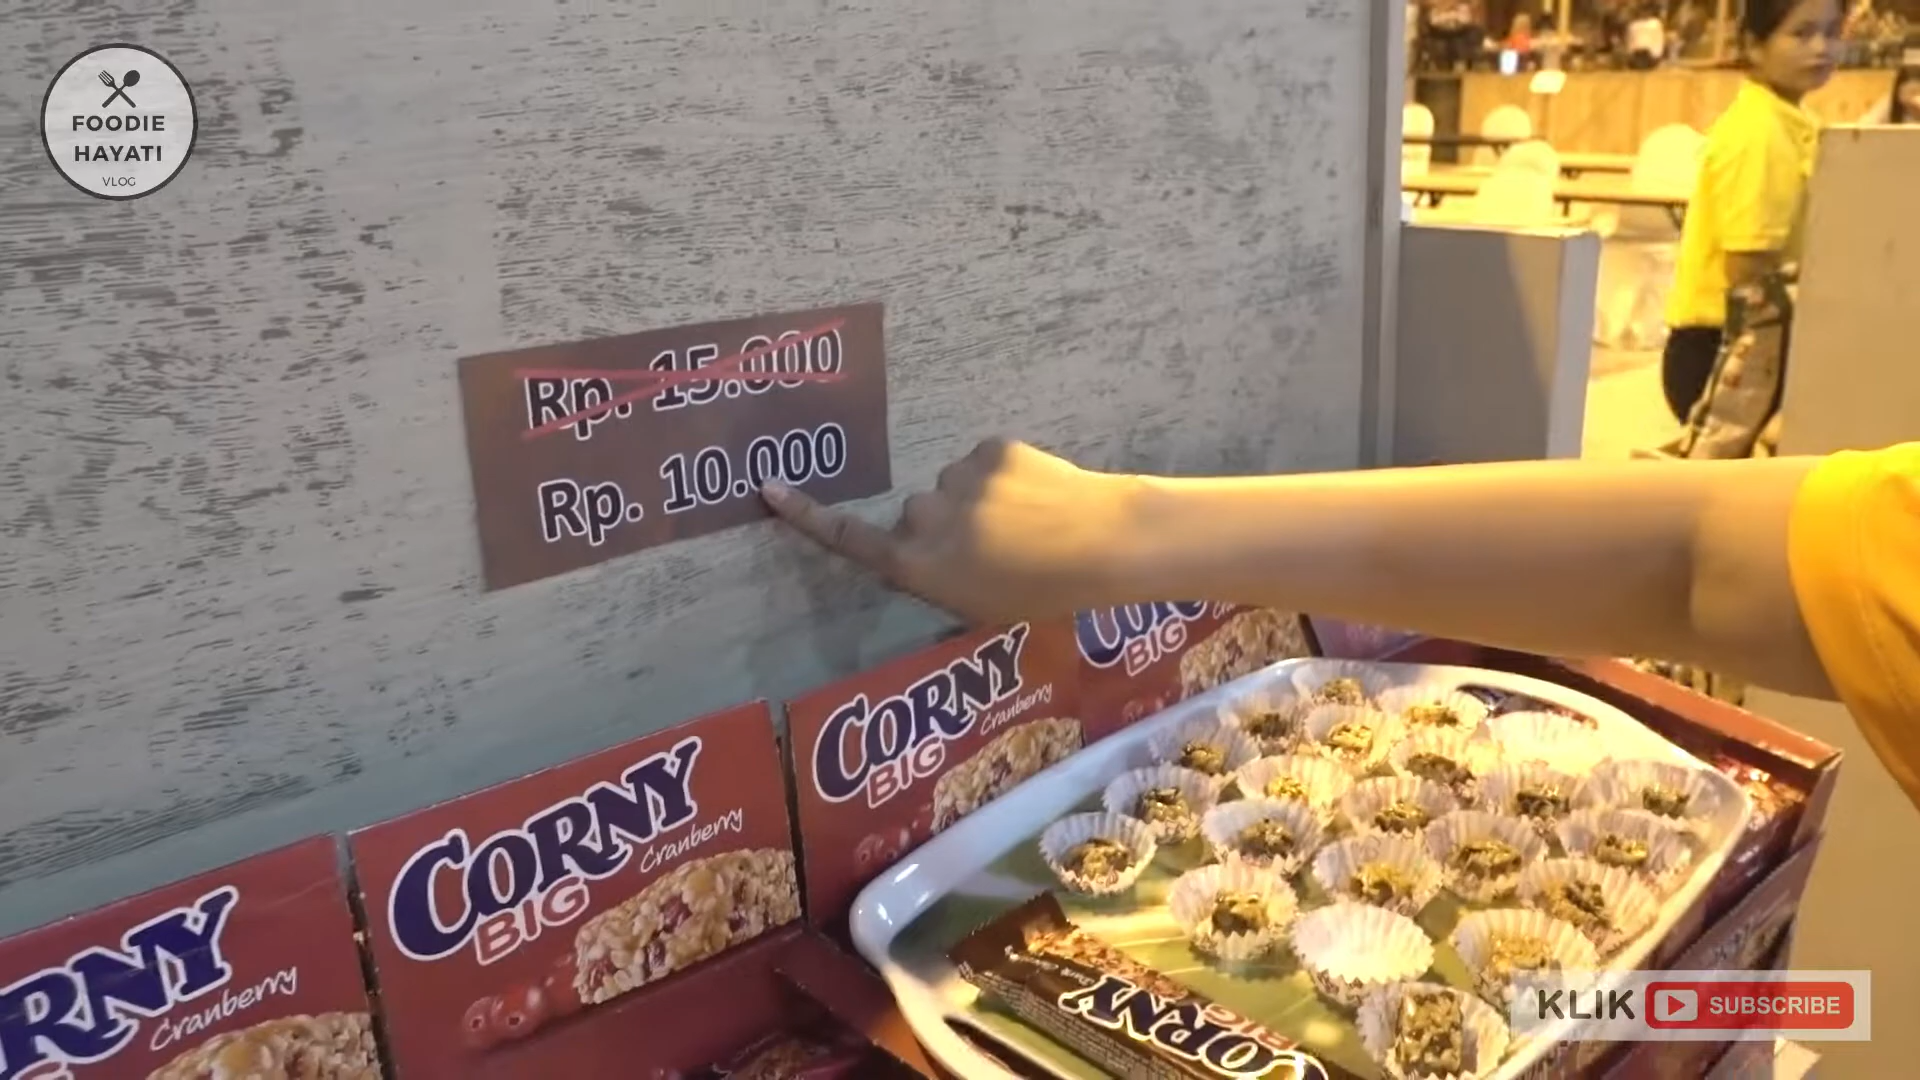 FOODIE
HAYATI
VLOG
Rp. 15.000
Rp. 10.000
CORNY
BIG
Cranberry
CORNY
BIG
Cranberry
CORNY
BIG
Cranberry
CORNY
BIG
KLIK SUBSCRIBE